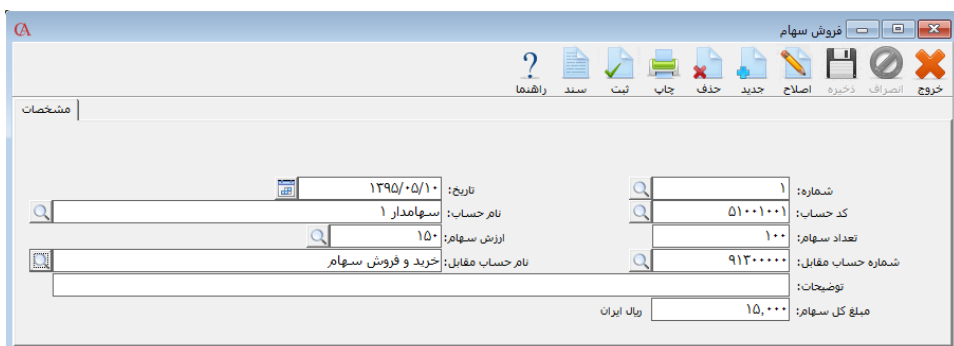 فروش سهام
خروج انصراف ذخیره اصلاح جدید حذف چاپ ثبت سند راهنما
مشخصات
شماره: ۱ تاریخ: ۱۳۹۵/۰۵/۱۰
کد حساب: ۵۱۰۰۱۰۰۱ نام حساب: سهامدار ۱
تعداد سهام: ۱۰۰ ارزش سهام: ۱۵۰
شماره حساب مقابل: ۹۱۳۰۰۰۰۰ نام حساب مقابل: خرید و فروش سهام
توضیحات:
مبلغ کل سهام: ۱۵,۰۰۰ ریال ایران